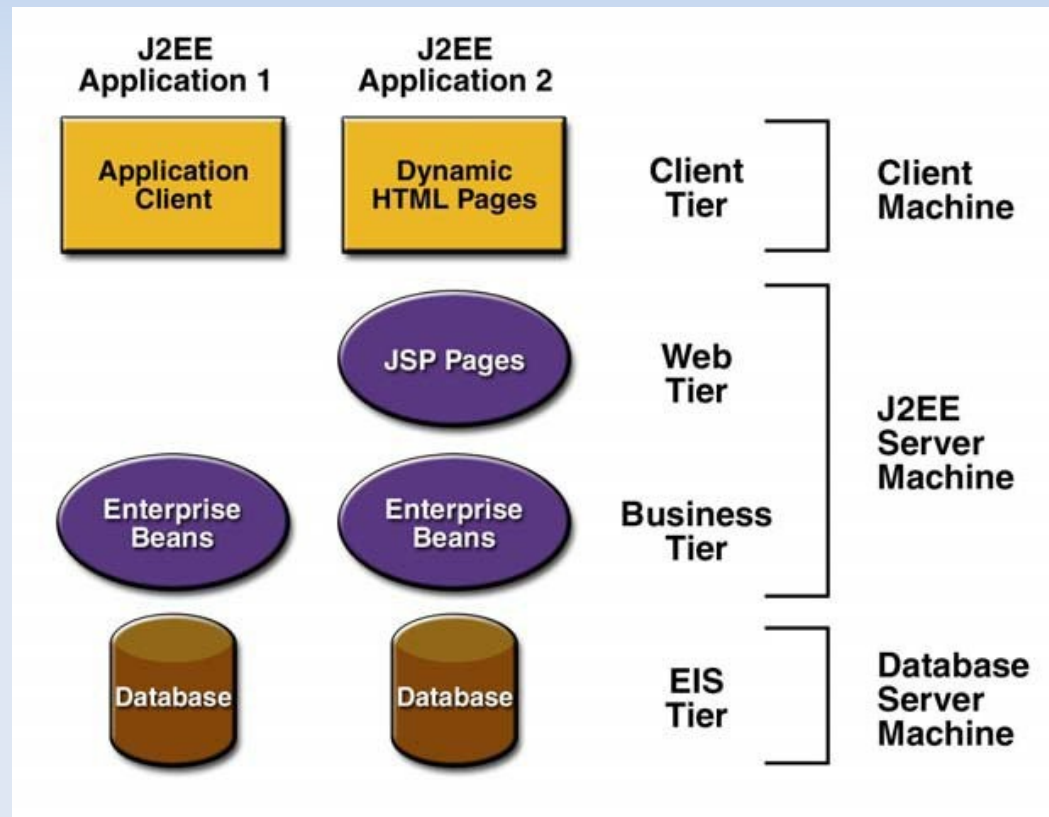 J2EE
Application 1
J2EE
Application 2
Application
Client
Dynamic
HTML Pages
Client
Tier
Client
Machine
JSP Pages
Web
Tier
J2EE
Server
Machine
Enterprise
Beans
Enterprise
Beans
Business
Tier
Database
Database
EIS
Tier
Database
Server
Machine